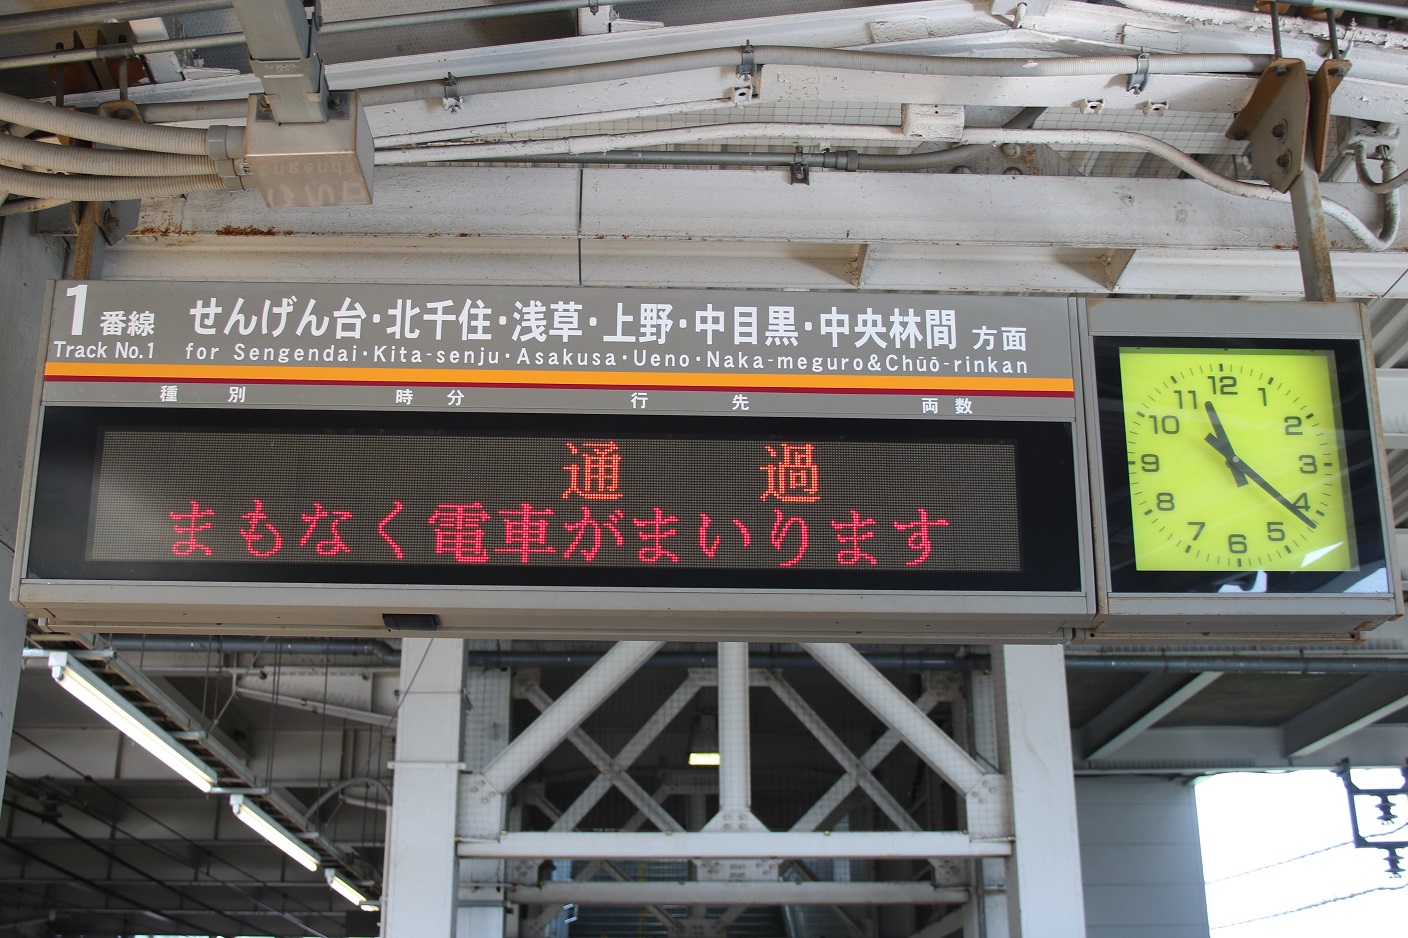 1番線 せんげん台・北千住・浅草・上野・中目黒・中央林間 方面
Track No.1 for Sengendai・Kita-senju・Asakusa・Ueno・Naka-meguro&Chūō-rinkan
種別 時分 行先 両数
通過
まもなく電車がまいります
12
1
2
3
4
5
6
7
8
9
10
11